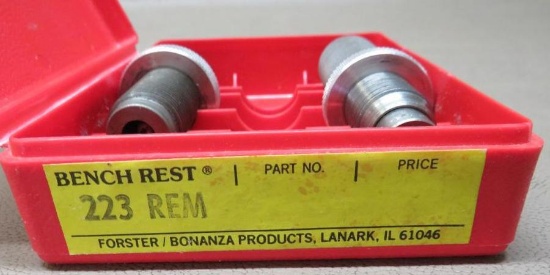 BENCH REST ® | PART NO. | PRICE
223 REM
FORSTER / BONANZA PRODUCTS, LANARK, IL 61046